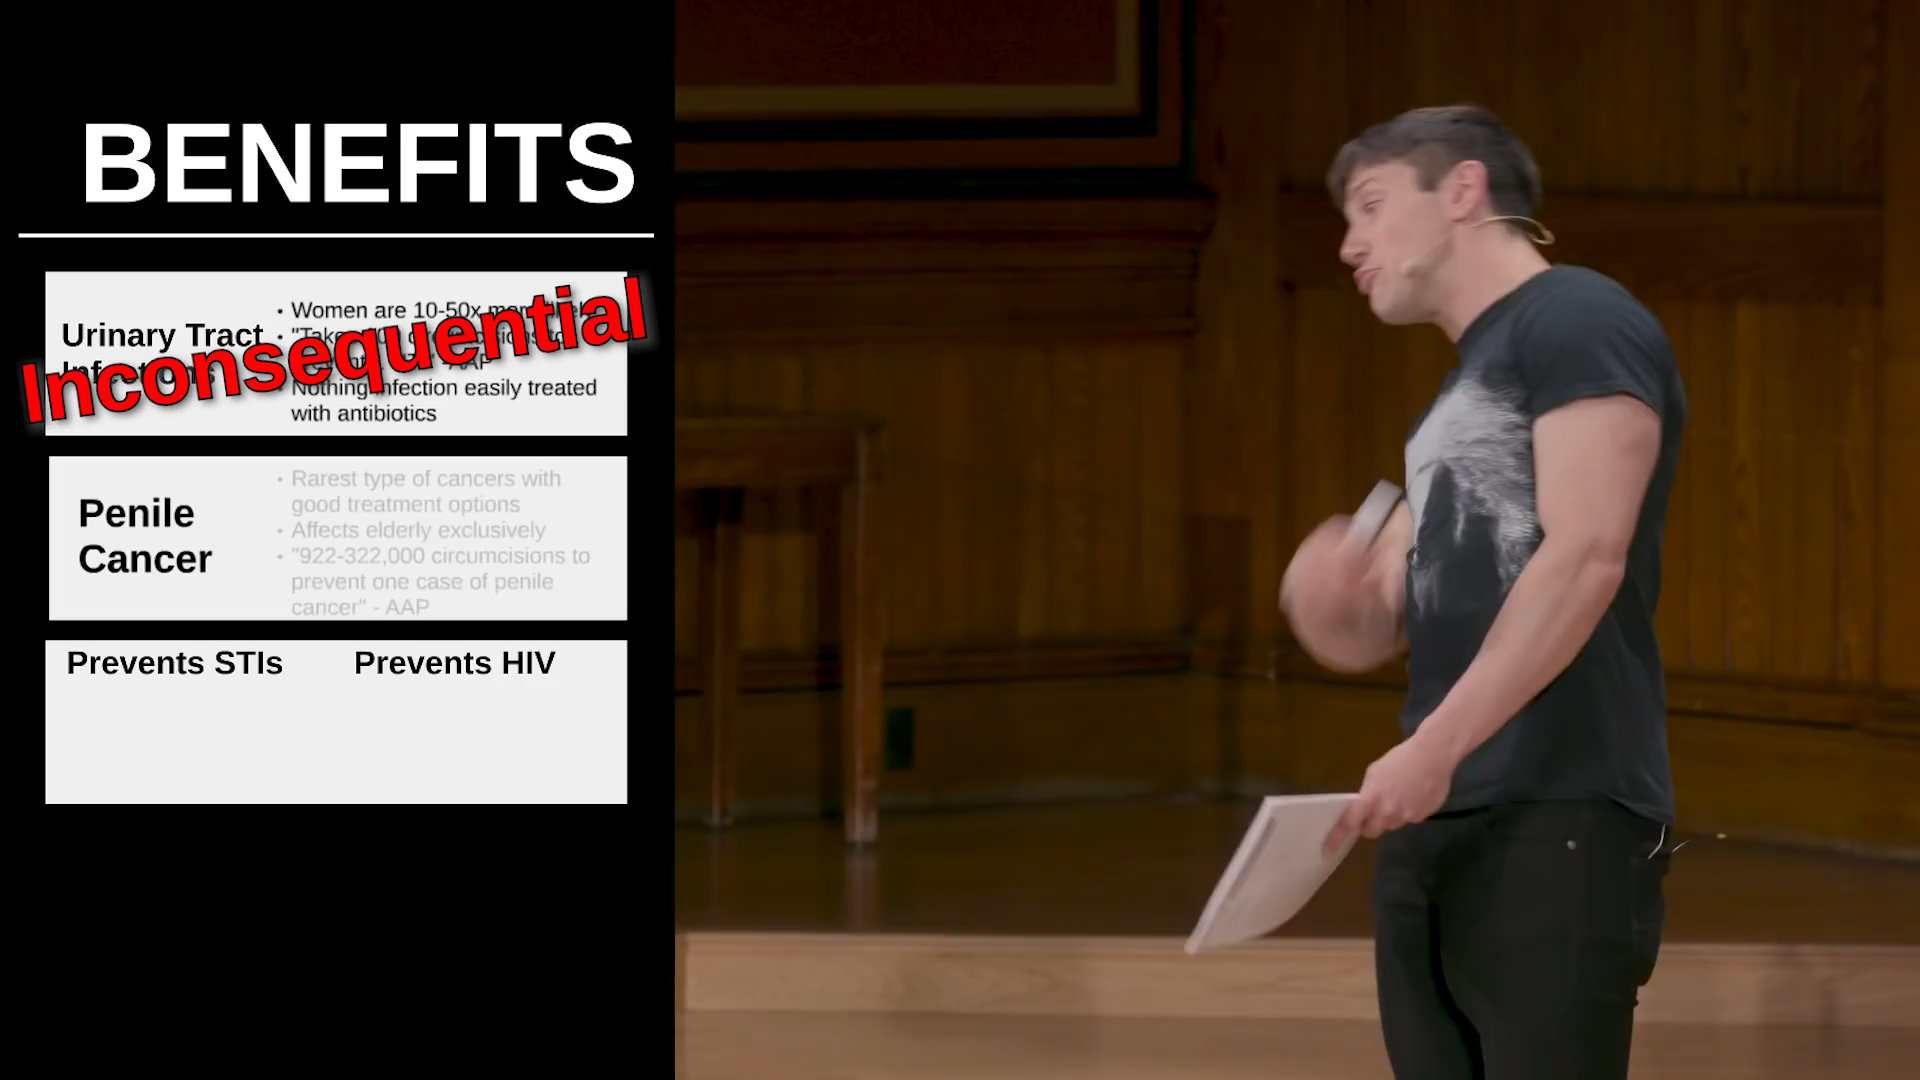 BENEFITS
Urinary Tract
• Women are 10-50x
Inconsequential
Nothing infection easily treated
with antibiotics
Penile
Cancer
• Rarest type of cancers with
good treatment options
• Affects elderly exclusively
• "922-322,000 circumcisions to
prevent one case of penile
cancer" - AAP
Prevents STIs
Prevents HIV